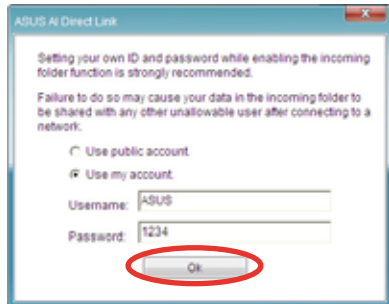 ASUS AI Direct Link
Setting your own ID and password while enabling the incoming
folder function is strongly recommended.
Failure to do so may cause your data in the incoming folder to
be shared with any other unallowable user after connecting to a
network.
Use public account.
Use my account.
Username: ASUS
Password: 1234
Ok